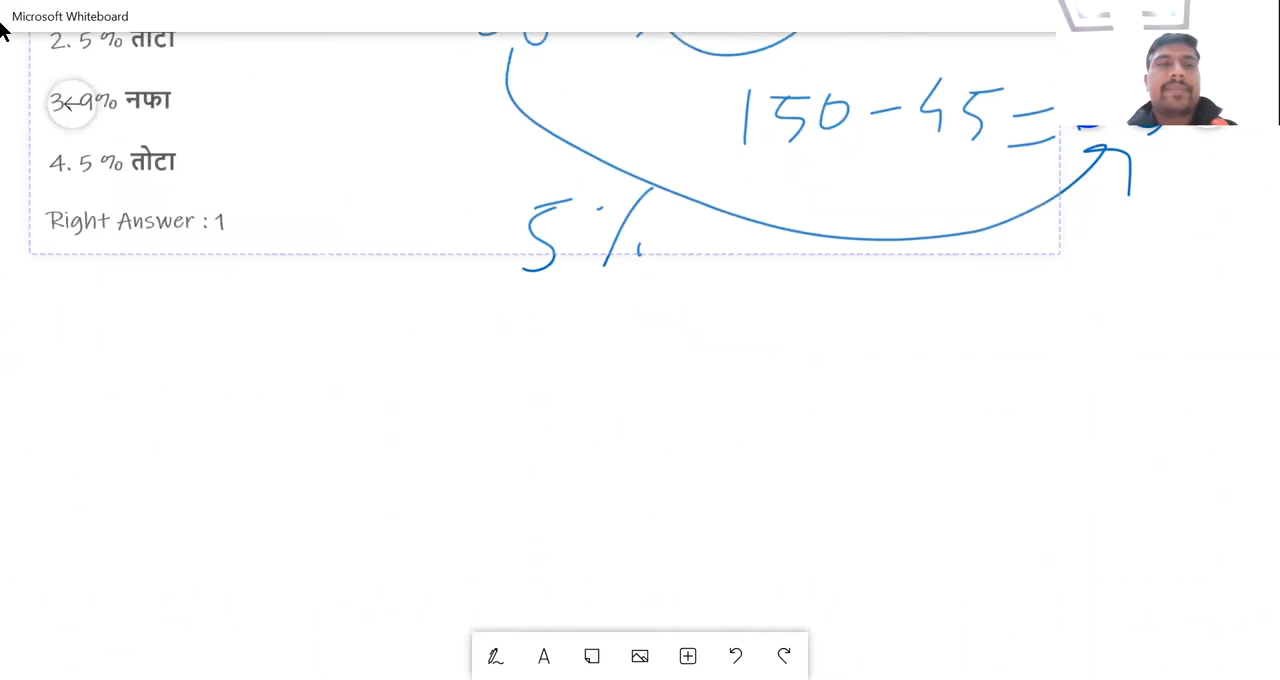 Microsoft Whiteboard
2. 5 % तोटा
150 - 45 =
3 9% नफा
4. 5 % तोटा
5 %
Right Answer : 1